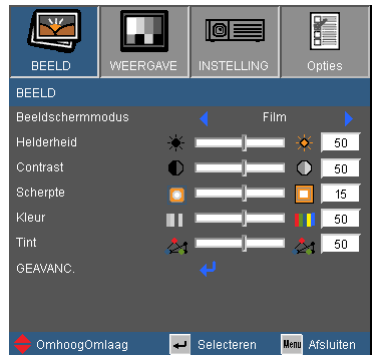 BEELD WEERGAVE INSTELLING Opties
BEELD
Beeldschermmodus Film
Helderheid 50
Contrast 50
Scherpte 15
Kleur 50
Tint 50
GEAVANC.
OmhoogOmlaag Selecteren Menu Afsluiten